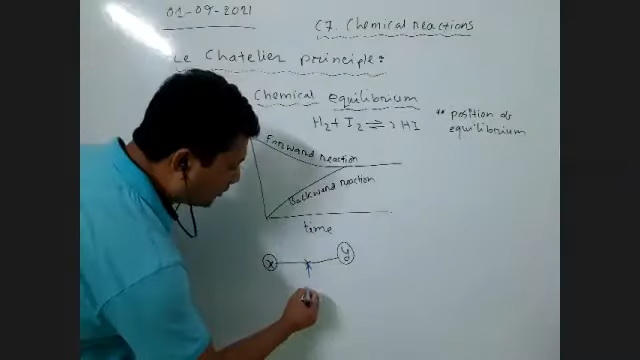 01-09-2021
C7. Chemical reactions
Le Chatelier principle:
Chemical equilibrium
H2 + I2 ⇌ 2HI
** position of
equilibrium
Forward reaction
Backward reaction
time
x
y